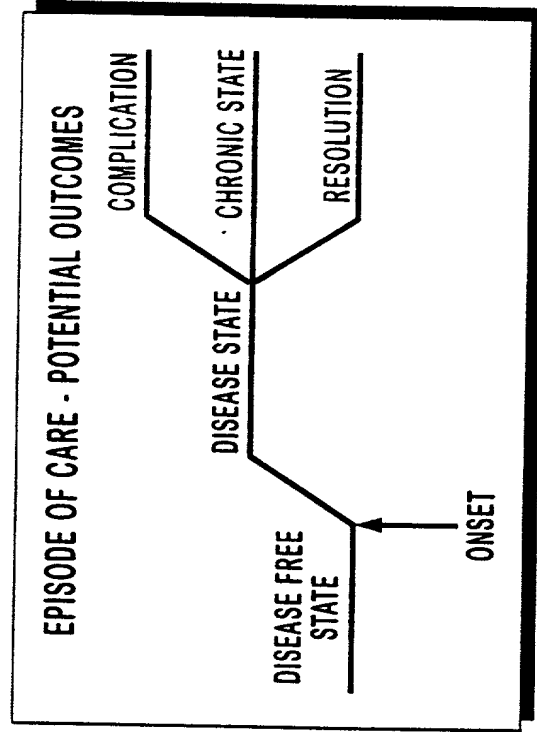 EPISODE OF CARE - POTENTIAL OUTCOMES
COMPLICATION
DISEASE STATE
CHRONIC STATE
DISEASE FREE
STATE
RESOLUTION
ONSET